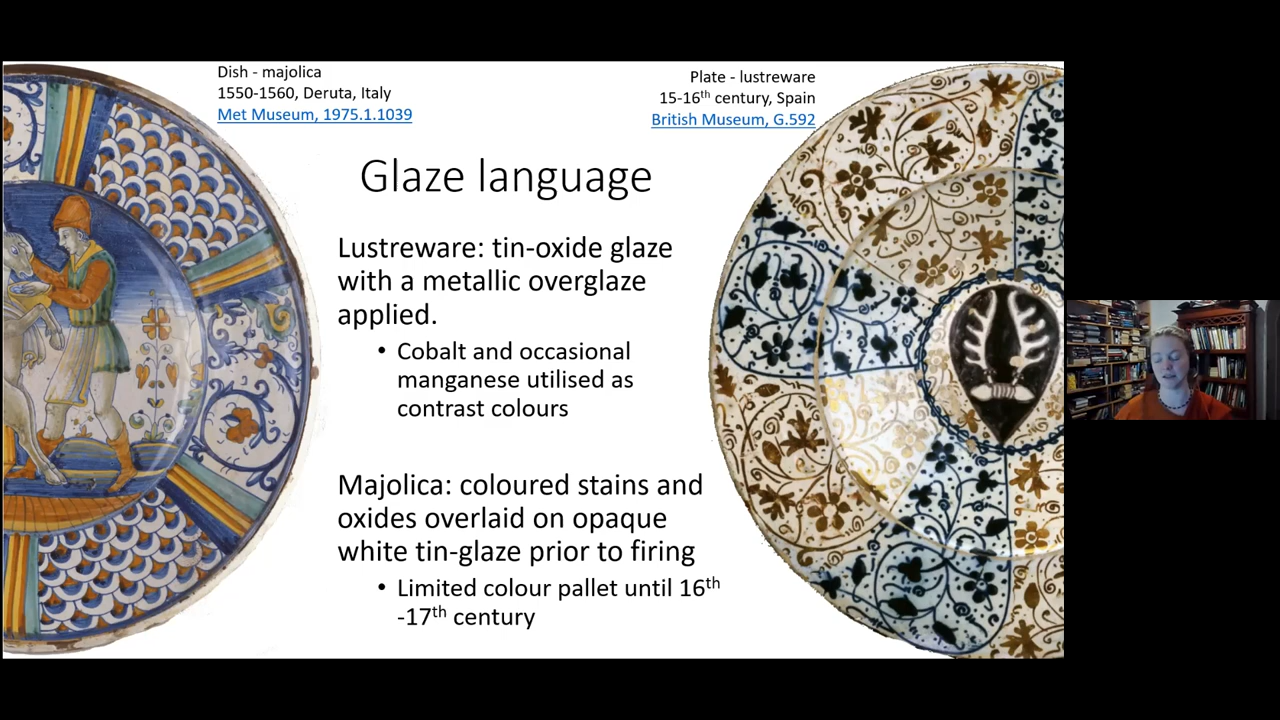 Dish - majolica
1550-1560, Deruta, Italy
Met Museum, 1975.1.1039
Plate - lustreware
15-16th century, Spain
British Museum, G.592
Glaze language
Lustreware: tin-oxide glaze
with a metallic overglaze
applied.
• Cobalt and occasional
manganese utilised as
contrast colours
Majolica: coloured stains and
oxides overlaid on opaque
white tin-glaze prior to firing
• Limited colour pallet until 16th
-17th century